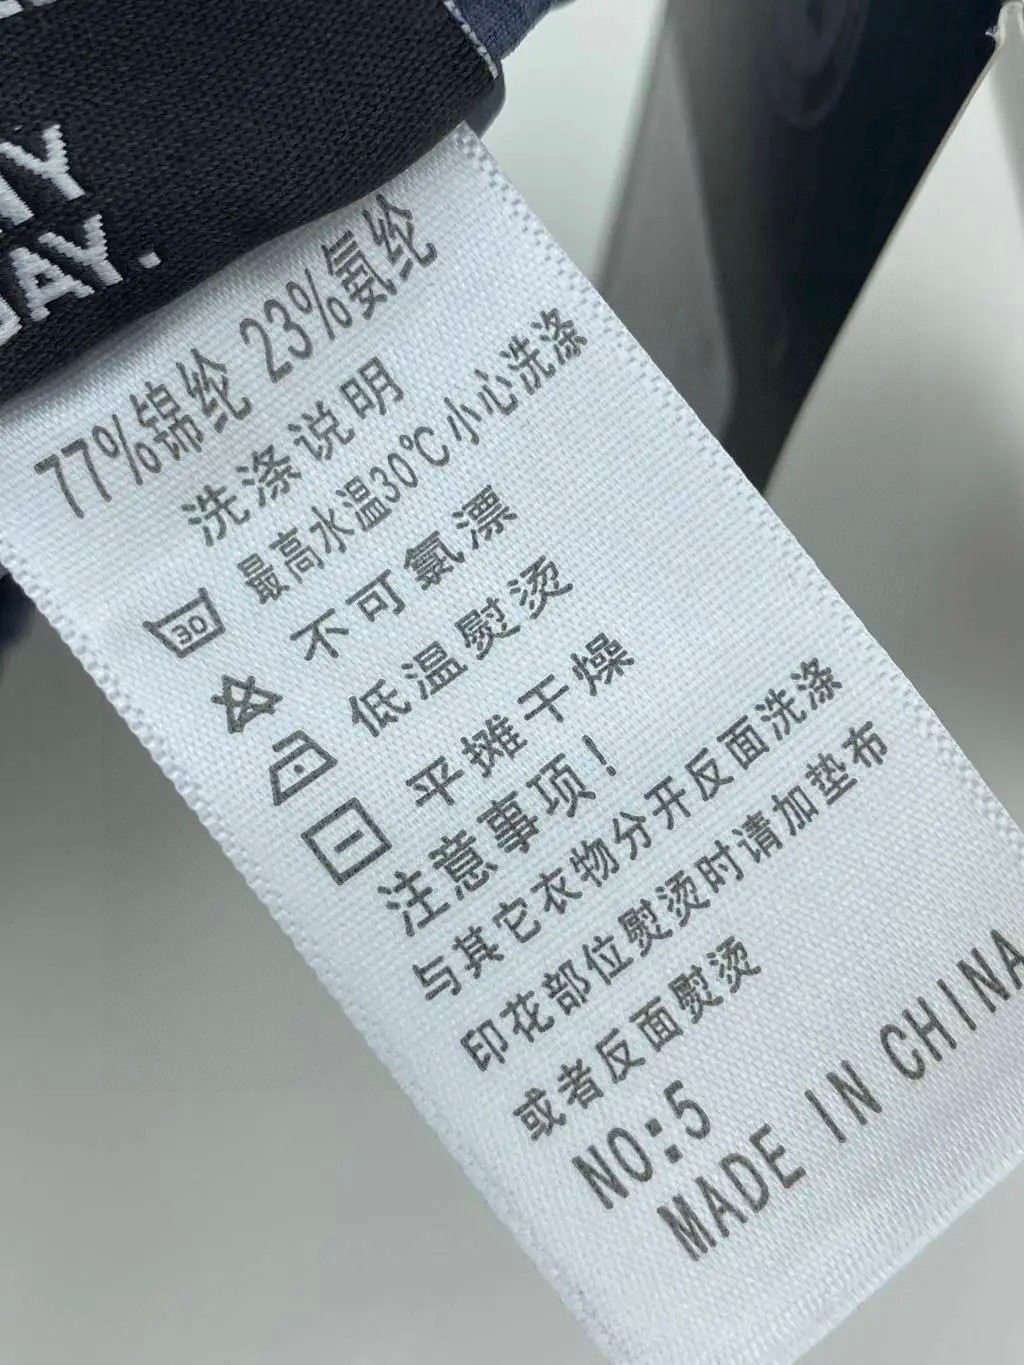 AY.
77%锦纶 23%氨纶
洗涤说明
30 最高水温30℃小心洗涤
不可氯漂
低温熨烫
平摊干燥
注意事项！
与其它衣物分开反面洗涤
印花部位熨烫时请加垫布
或者反面熨烫
NO:5
MADE IN CHINA